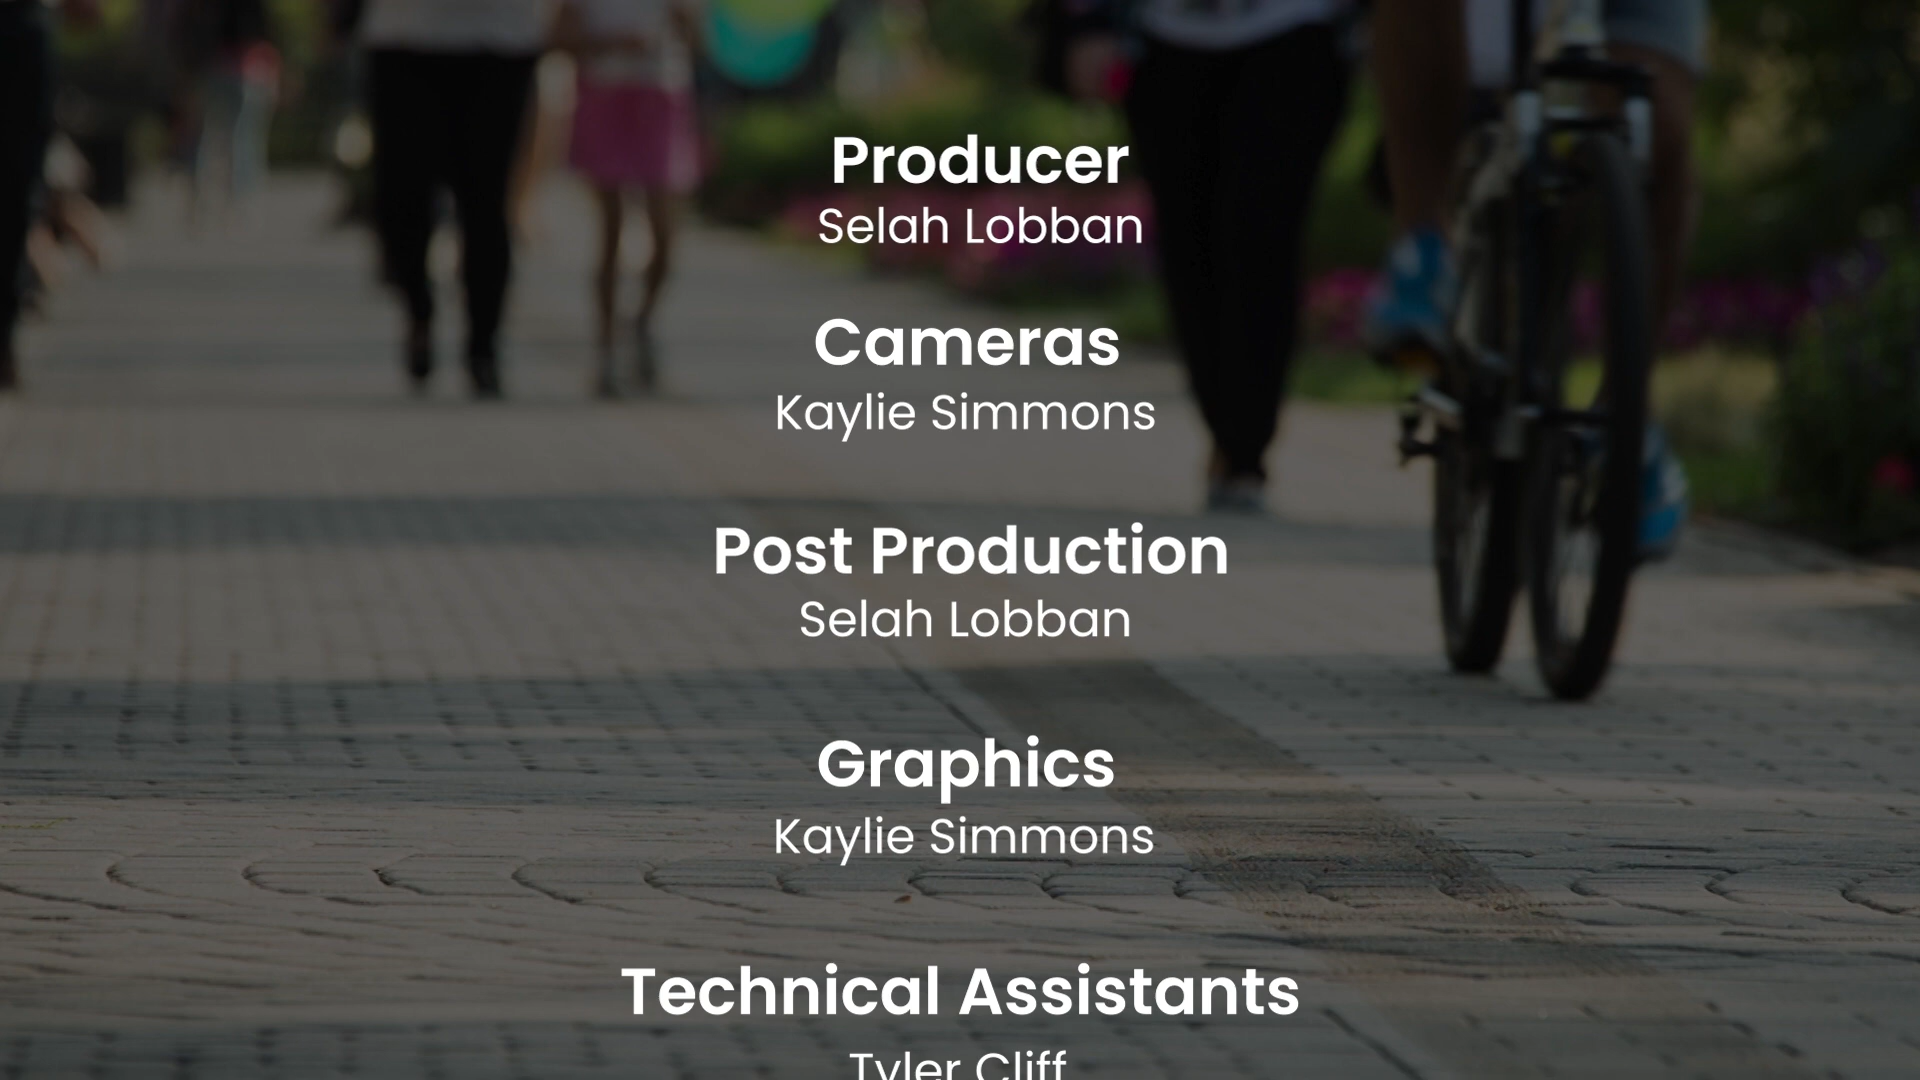 Producer
Selah Lobban
Cameras
Kaylie Simmons
Post Production
Selah Lobban
Graphics
Kaylie Simmons
Technical Assistants
Tyler Cliff